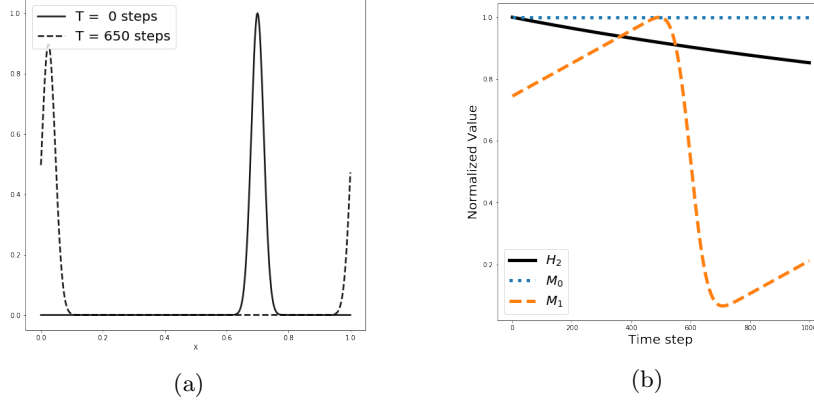 T = 0 steps
T = 650 steps
1.0
0.8
0.6
0.4
0.2
0.0
0.0 0.2 0.4 0.6 0.8 1.0
X
(a)
Normalized Value
1.0
0.8
0.6
0.4
0.2
H2
M0
M1
0 200 400 600 800 1000
Time step
(b)